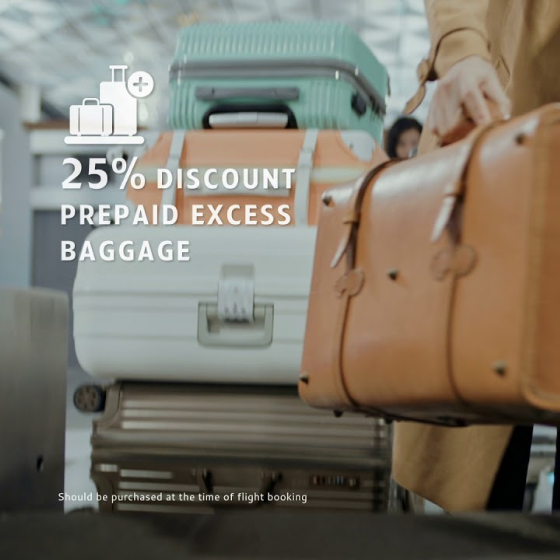 25% DISCOUNT
PREPAID EXCESS
BAGGAGE
Should be purchased at the time of flight booking